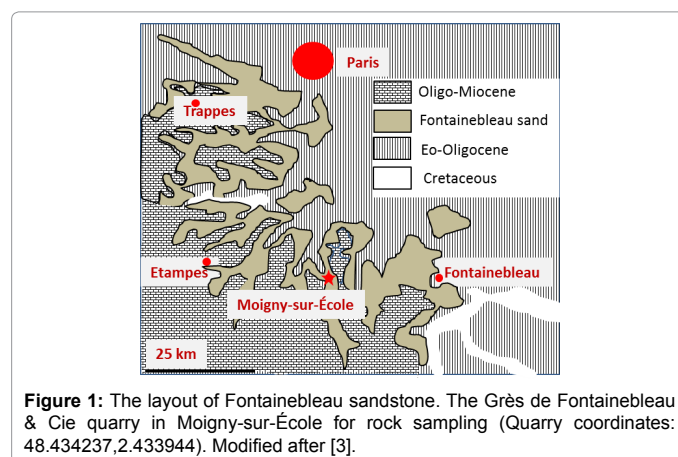 Paris
Oligo-Miocene
Trappes
Fontainebleau sand
Eo-Oligocene
Cretaceous
Etampes
Fontainebleau
Moigny-sur-École
25 km
Figure 1: The layout of Fontainebleau sandstone. The Grès de Fontainebleau
& Cie quarry in Moigny-sur-École for rock sampling (Quarry coordinates:
48.434237,2.433944). Modified after [3].